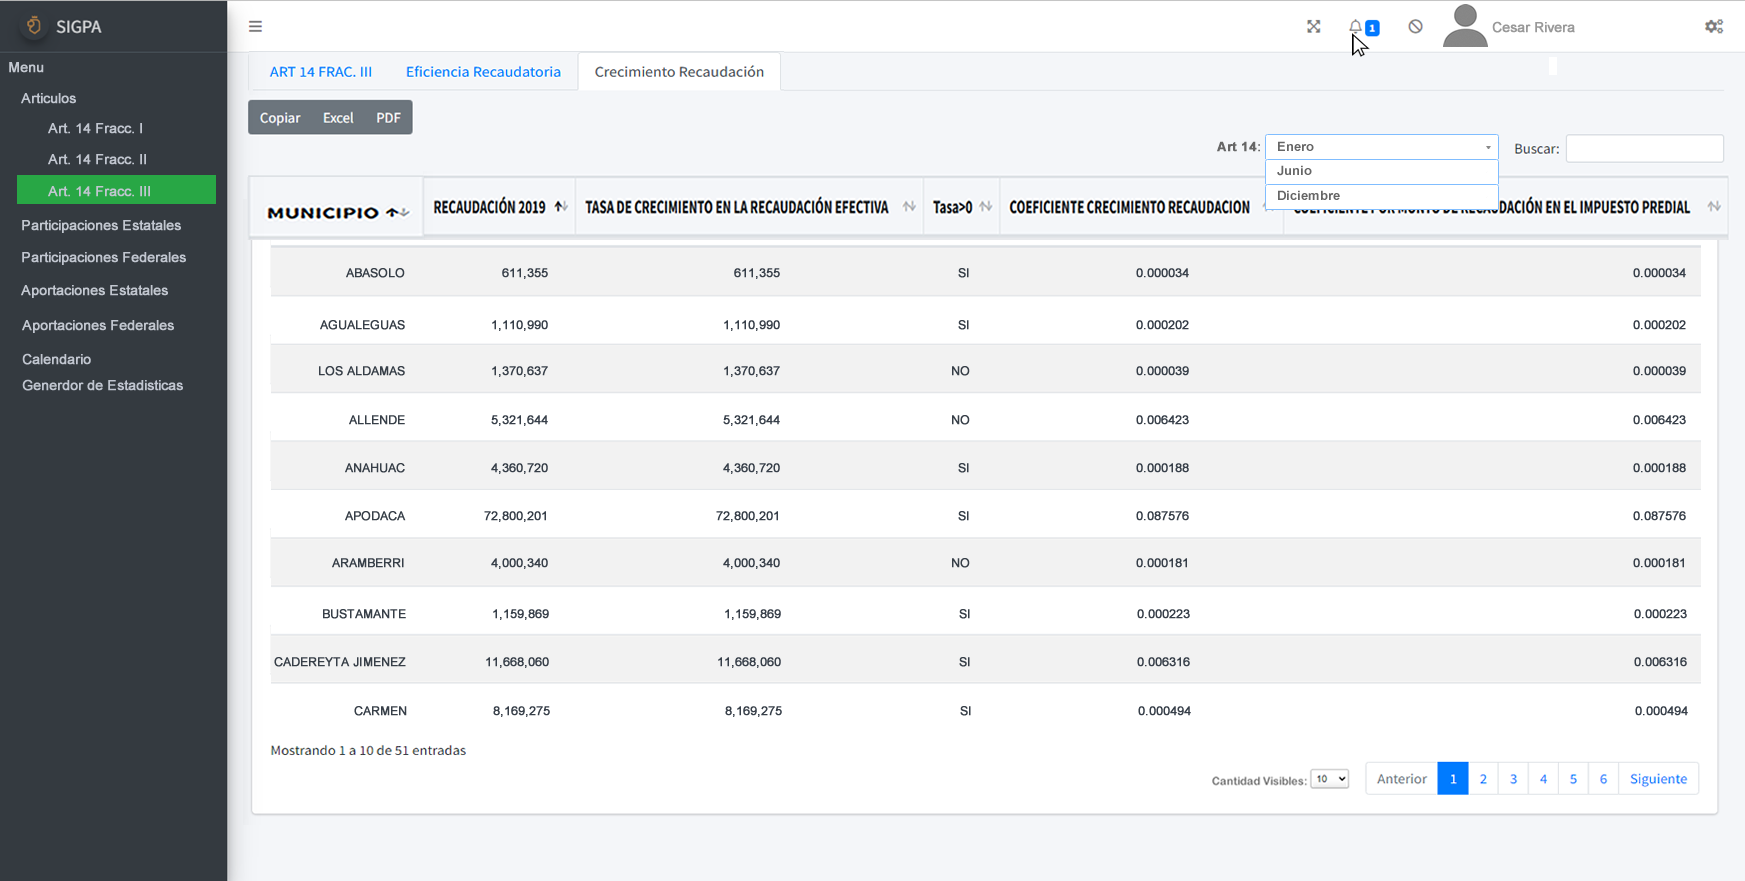 SIGPA
1
Cesar Rivera
Menu
Articulos
Art. 14 Fracc. I
Art. 14 Fracc. II
Art. 14 Fracc. III
Participaciones Estatales
Participaciones Federales
Aportaciones Estatales
Aportaciones Federales
Calendario
Generdor de Estadisticas
ART 14 FRAC. III Eficiencia Recaudatoria Crecimiento Recaudación
Copiar Excel PDF
Art 14: Enero Buscar:
Junio
Diciembre
MUNICIPIO RECAUDACIÓN 2019 TASA DE CRECIMIENTO EN LA RECAUDACIÓN EFECTIVA Tasa>0 COEFICIENTE CRECIMIENTO RECAUDACION COEFICIENTE POR MONTO DE RECAUDACIÓN EN EL IMPUESTO PREDIAL
ABASOLO 611,355 611,355 SI 0.000034 0.000034
AGUALEGUAS 1,110,990 1,110,990 SI 0.000202 0.000202
LOS ALDAMAS 1,370,637 1,370,637 NO 0.000039 0.000039
ALLENDE 5,321,644 5,321,644 NO 0.006423 0.006423
ANAHUAC 4,360,720 4,360,720 SI 0.000188 0.000188
APODACA 72,800,201 72,800,201 SI 0.087576 0.087576
ARAMBERRI 4,000,340 4,000,340 NO 0.000181 0.000181
BUSTAMANTE 1,159,869 1,159,869 SI 0.000223 0.000223
CADEREYTA JIMENEZ 11,668,060 11,668,060 SI 0.006316 0.006316
CARMEN 8,169,275 8,169,275 SI 0.000494 0.000494
Mostrando 1 a 10 de 51 entradas
Cantidad Visibles: 10 Anterior 1 2 3 4 5 6 Siguiente